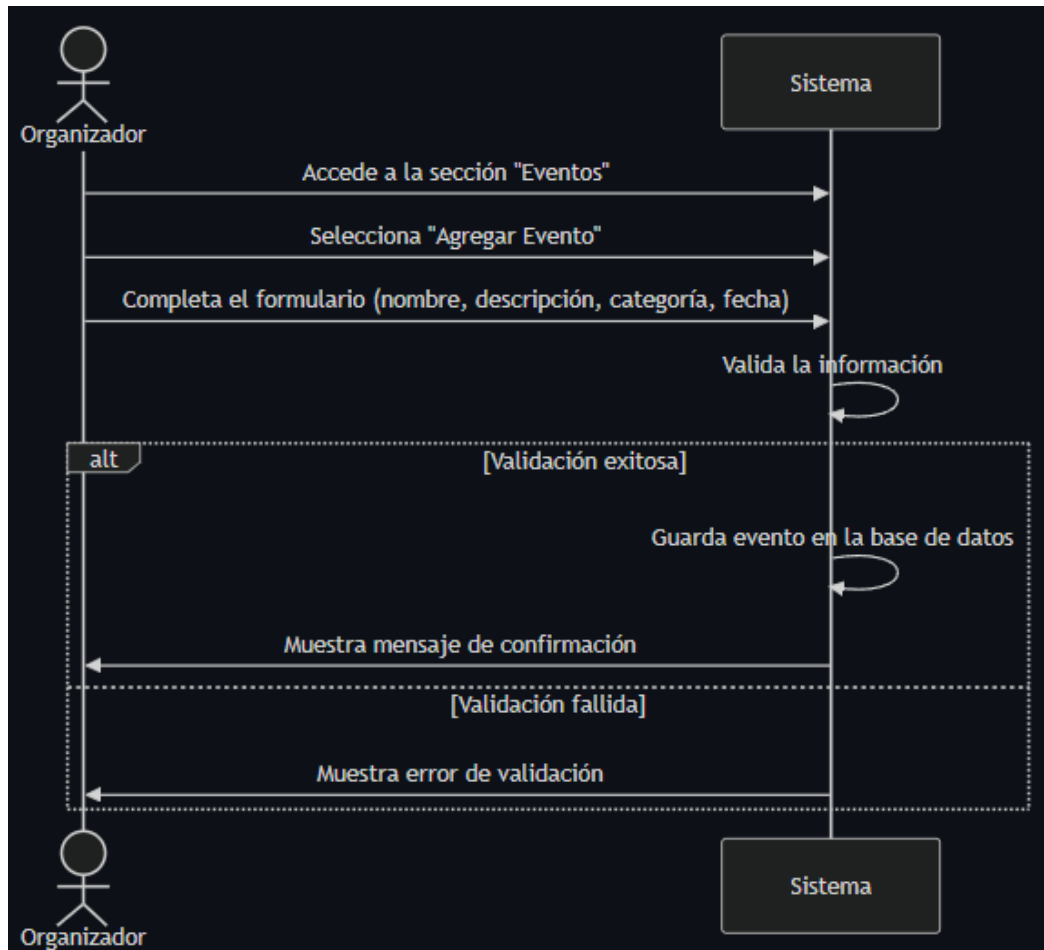 Sistema
Organizador
Accede a la sección "Eventos"
Selecciona "Agregar Evento"
Completa el formulario (nombre, descripción, categoría, fecha)
Valida la información
alt
[Validación exitosa]
Guarda evento en la base de datos
Muestra mensaje de confirmación
[Validación fallida]
Muestra error de validación
Sistema
Organizador